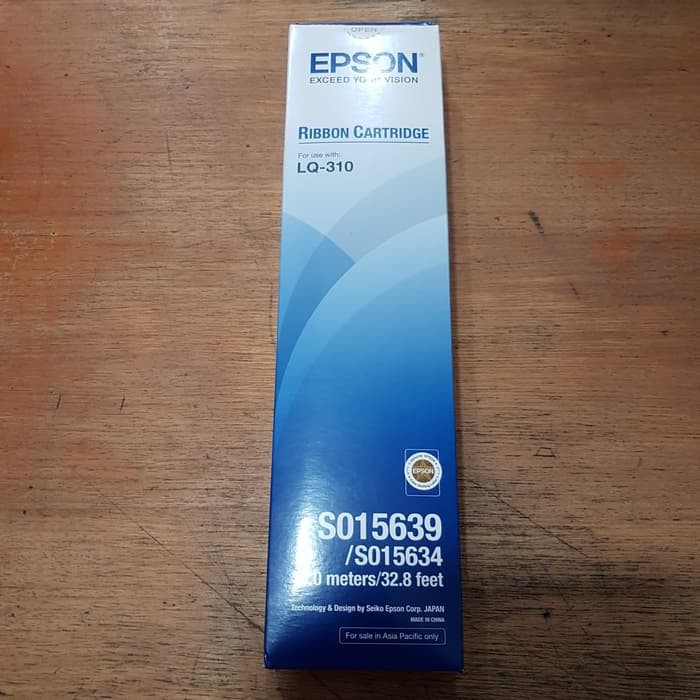 OPEN
EPSON®
EXCEED YOUR VISION
RIBBON CARTRIDGE
For use with:
LQ-310
EPSON
S015639
/S015634
.0 meters/32.8 feet
Technology & Design by Seiko Epson Corp. JAPAN
MADE IN CHINA
For sale in Asia Pacific only